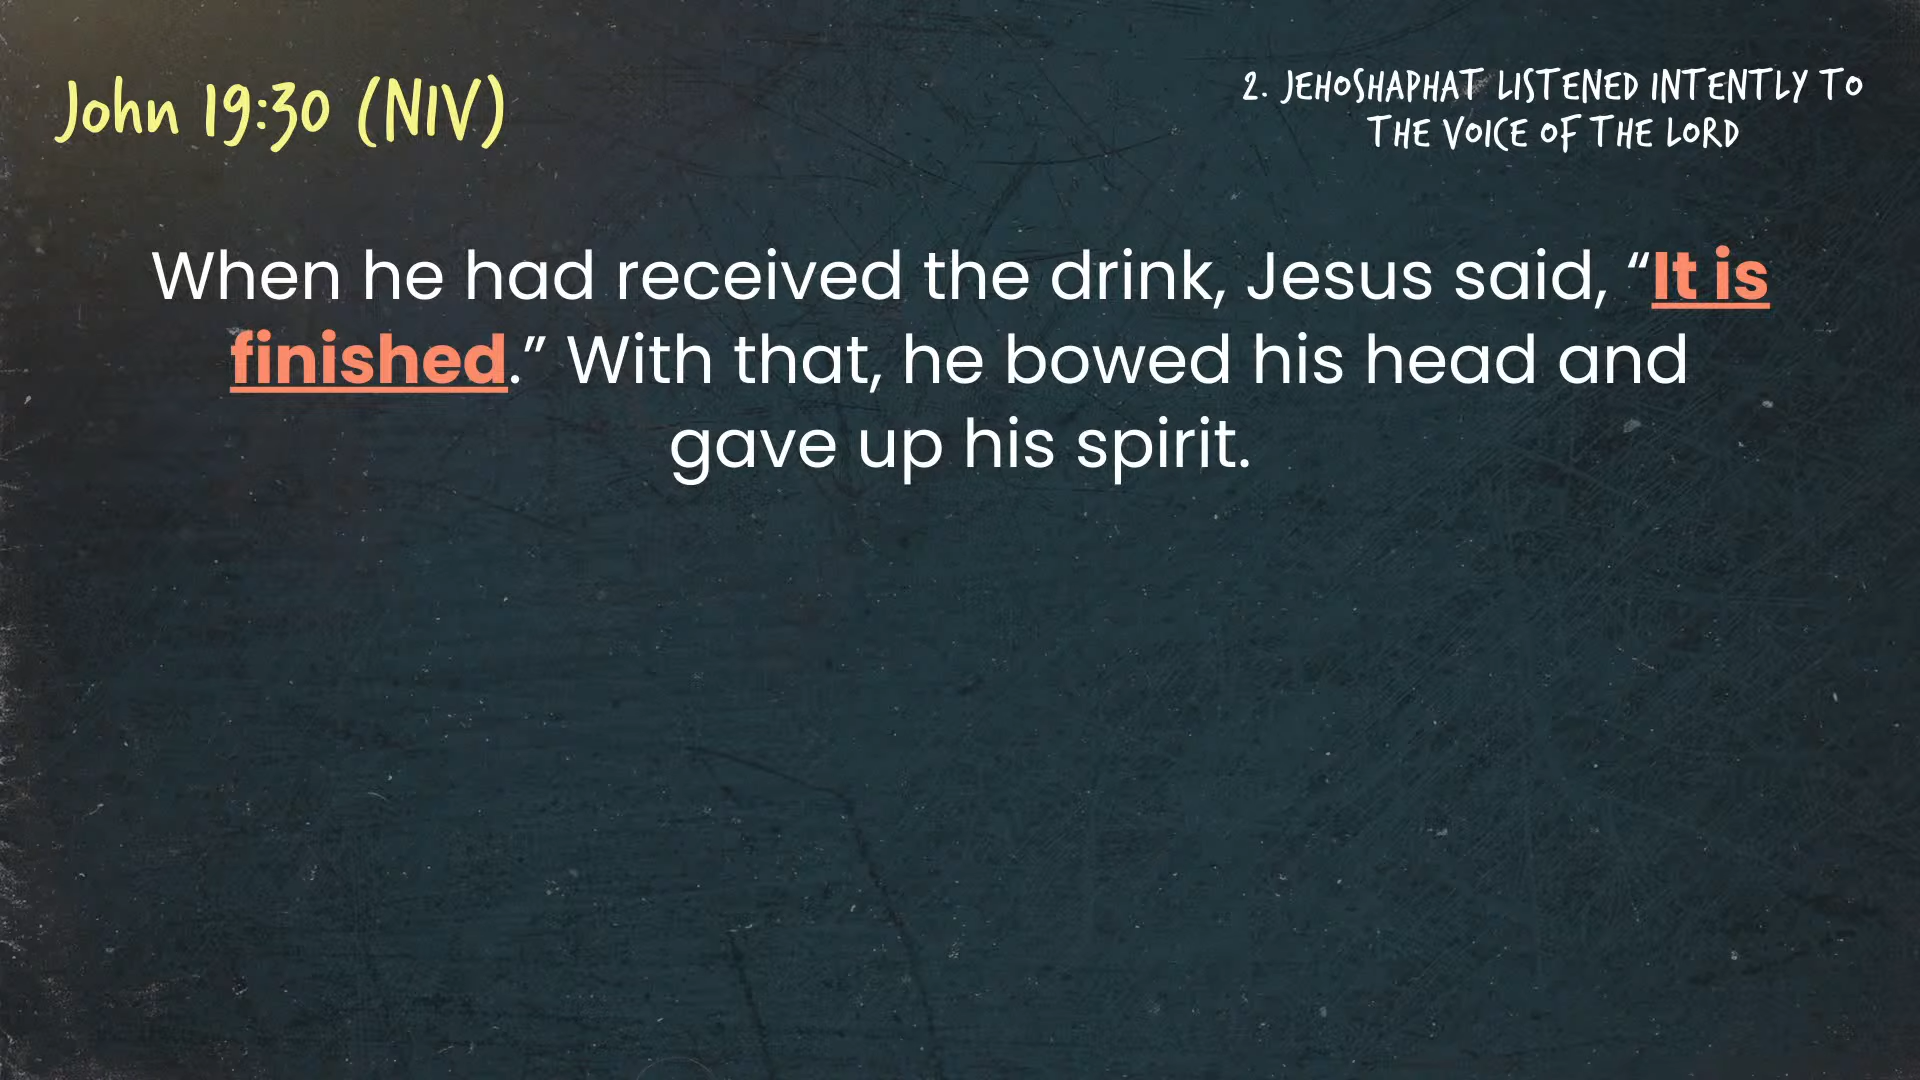 John 19:30 (NIV)
2. JEHOSHAPHAT LISTENED INTENTLY TO
THE VOICE OF THE LORD
When he had received the drink, Jesus said, “It is
finished.” With that, he bowed his head and
gave up his spirit.